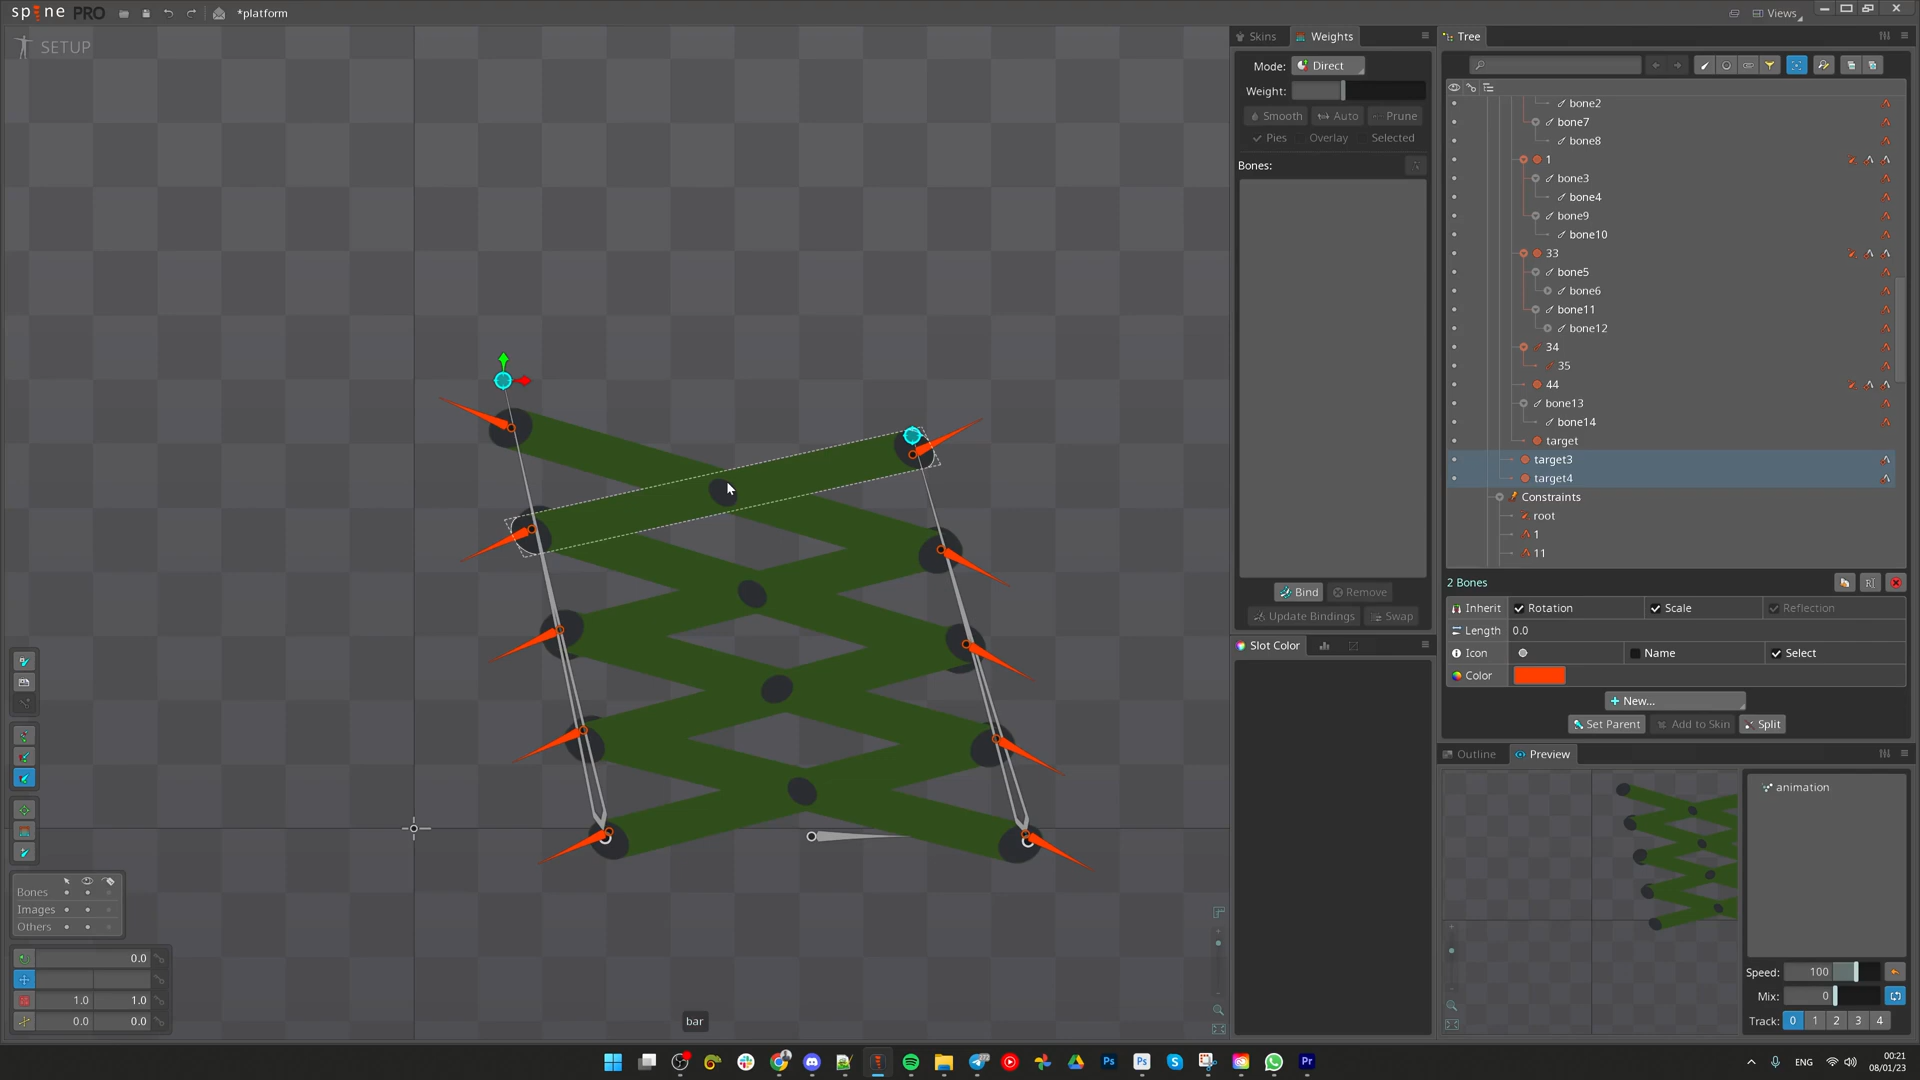 spine PRO
*platform
Views
SETUP
Skins
Weights
Mode:
Direct
Weight:
Smooth
Auto
Prune
Pies
Overlay
Selected
Bones:
Bind
Remove
Update Bindings
Swap
Slot Color
Tree
bone2
bone7
bone8
1
bone3
bone4
bone9
bone10
33
bone5
bone6
bone11
bone12
34
35
44
bone13
bone14
target
target3
target4
Constraints
root
1
11
2 Bones
Inherit
Rotation
Scale
Reflection
Length
0.0
Icon
Name
Select
Color
New...
Set Parent
Add to Skin
Split
Outline
Preview
animation
Speed:
100
Mix:
0
Track:
0
1
2
3
4
Bones
Images
Others
0.0
1.0
1.0
0.0
0.0
bar
272
Ps
Ps
Pr
ENG
00:21
08/01/23